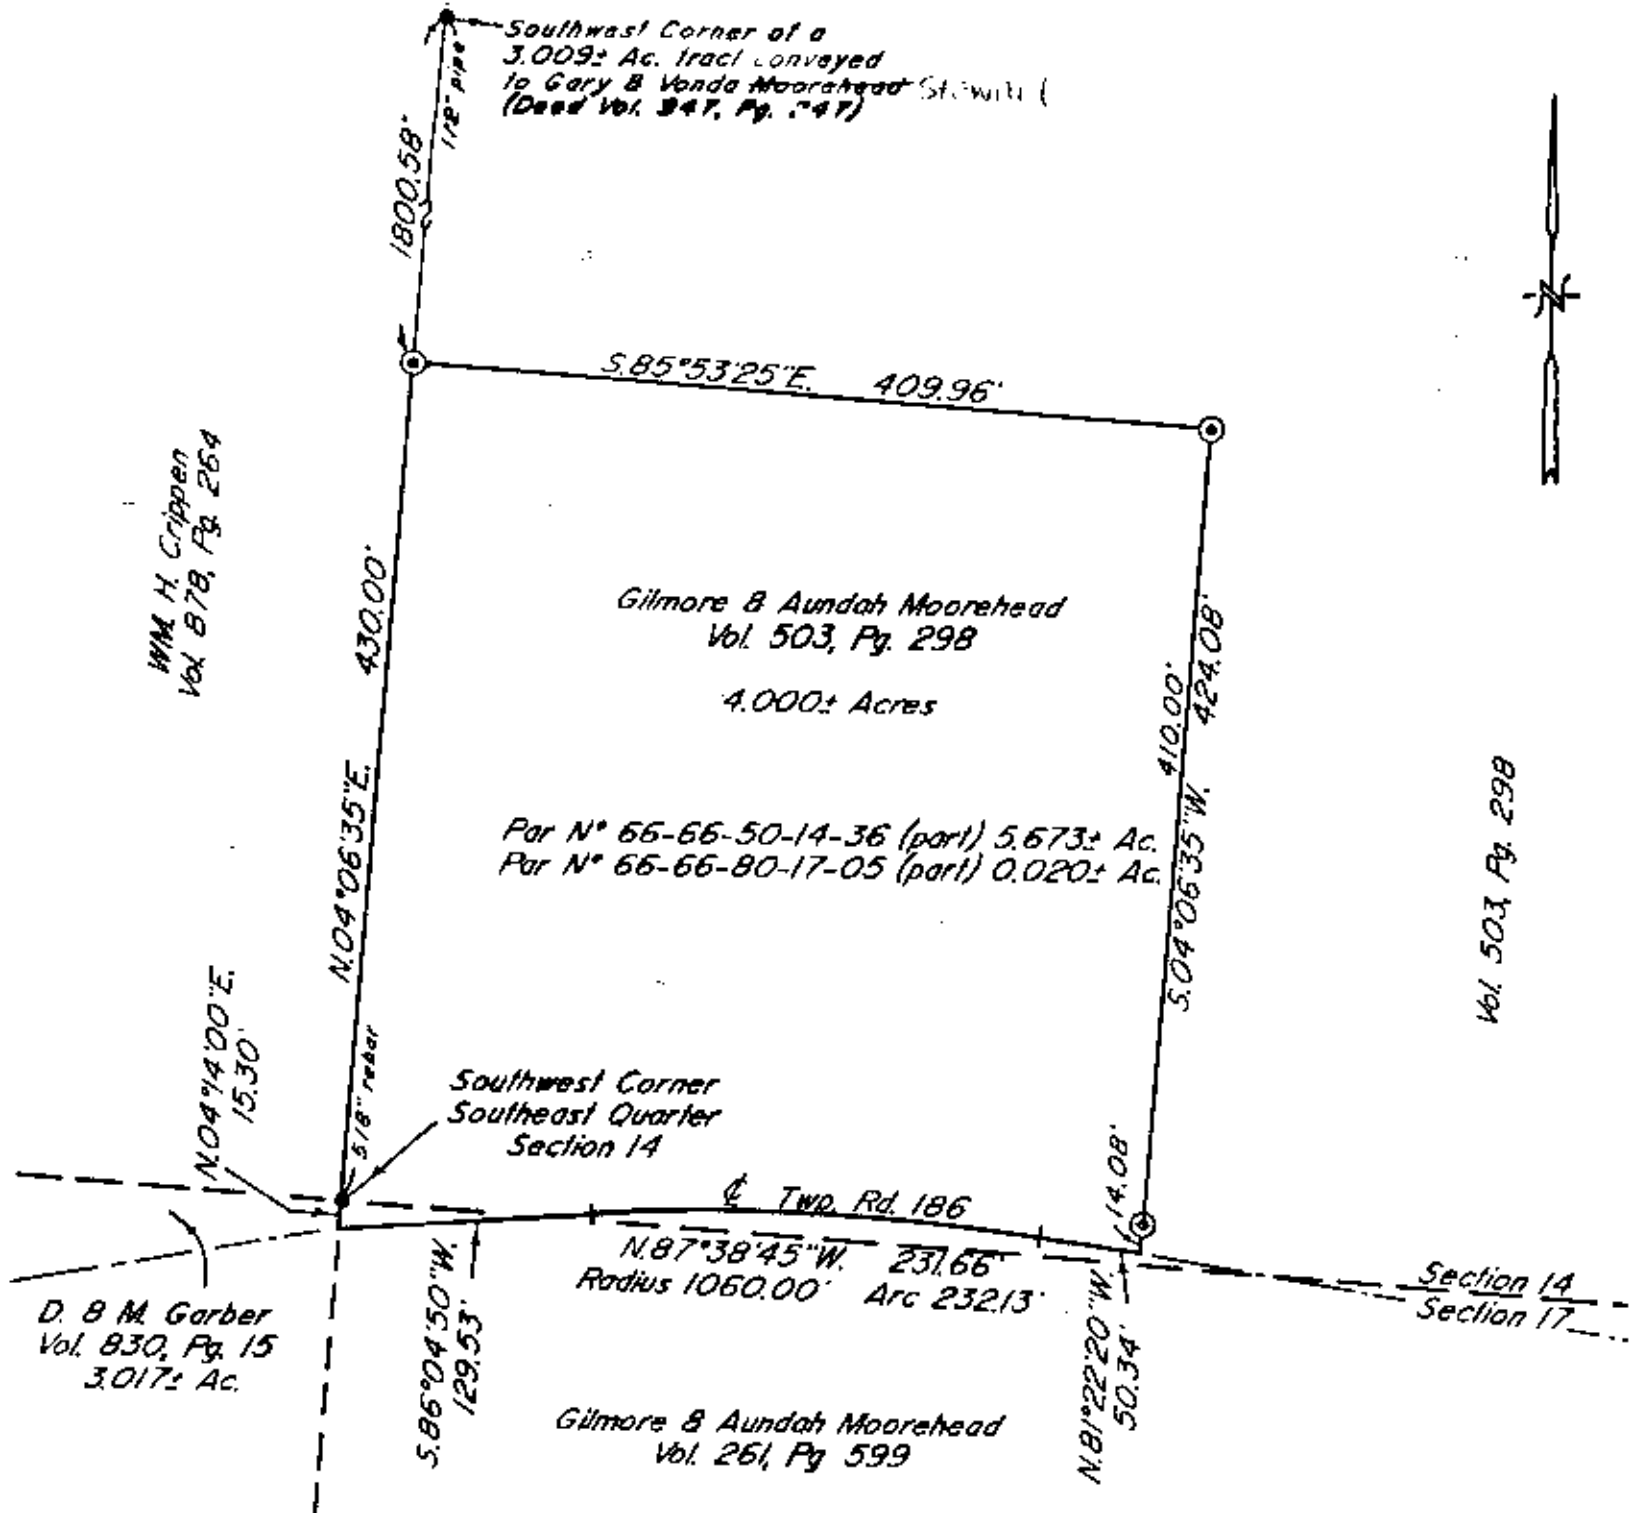 Southwest Corner of a
3.009± Ac. tract conveyed
to Gary & Vonda Moorehead
(Deed Vol. 947, Pg. 247)
1/2" pipe
1800.58'
N
S.85°53'25"E. 409.96'
WM. H. Crippen
Vol. 878, Pg. 264
430.00'
N.04°06'35"E.
Gilmore & Aundah Moorehead
Vol. 503, Pg. 298
4.000± Acres
410.00'
424.08'
S.04°06'35"W.
Par Nº 66-66-50-14-36 (part) 5.673± Ac.
Par Nº 66-66-80-17-05 (part) 0.020± Ac.
Vol. 503, Pg. 298
N.04°14'00"E.
15.30'
5/8" rebar
Southwest Corner
Southeast Quarter
Section 14
14.08'
℄ Twp. Rd. 186
N.87°38'45"W. 231.66'
Radius 1060.00' Arc 232.13'
Section 14
Section 17
D. & M. Garber
Vol. 830, Pg. 15
3.017± Ac.
S.86°04'50"W.
129.53'
N.81°22'20"W.
50.34'
Gilmore & Aundah Moorehead
Vol. 261, Pg 599